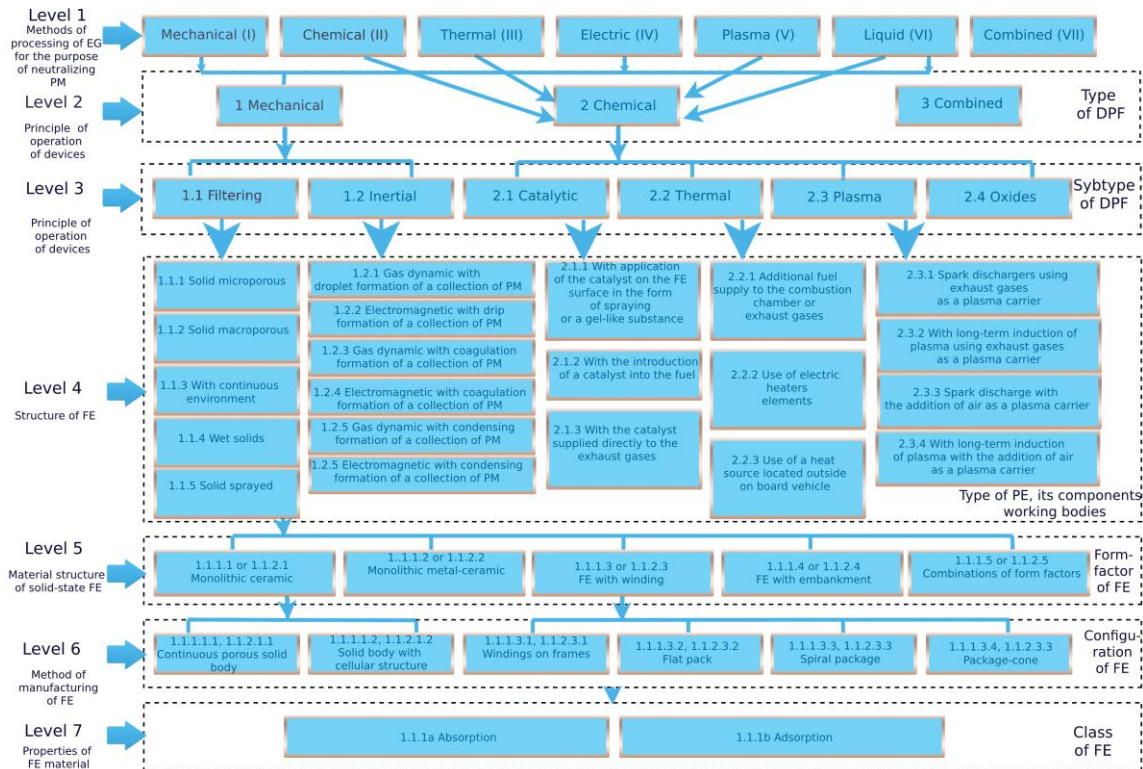 Level 1
Methods of
processing of EG
for the purpose
of neutralizing
PM
Mechanical (I)
Chemical (II)
Thermal (III)
Electric (IV)
Plasma (V)
Liquid (VI)
Combined (VII)
Level 2
Principle of
operation
of devices
1 Mechanical
2 Chemical
3 Combined
Type
of DPF
Level 3
Principle of
operation
of devices
1.1 Filtering
1.2 Inertial
2.1 Catalytic
2.2 Thermal
2.3 Plasma
2.4 Oxides
Sybtype
of DPF
Level 4
Structure of FE
1.1.1 Solid microporous
1.1.2 Solid macroporous
1.1.3 With continuous
environment
1.1.4 Wet solids
1.1.5 Solid sprayed
1.2.1 Gas dynamic with
droplet formation of a collection of PM
1.2.2 Electromagnetic with drip
formation of a collection of PM
1.2.3 Gas dynamic with coagulation
formation of a collection of PM
1.2.4 Electromagnetic with coagulation
formation of a collection of PM
1.2.5 Gas dynamic with condensing
formation of a collection of PM
1.2.5 Electromagnetic with condensing
formation of a collection of PM
2.1.1 With application
of the catalyst on the FE
surface in the form
of spraying
or a gel-like substance
2.1.2 With the introduction
of a catalyst into the fuel
2.1.3 With the catalyst
supplied directly to the
exhaust gases
2.2.1 Additional fuel
supply to the combustion
chamber or
exhaust gases
2.2.2 Use of electric
heaters
elements
2.2.3 Use of a heat
source located outside
on board vehicle
2.3.1 Spark dischargers using
exhaust gases
as a plasma carrier
2.3.2 With long-term induction of
plasma using exhaust gases
as a plasma carrier
2.3.3 Spark discharge with
the addition of air as a plasma carrier
2.3.4 With long-term induction
of plasma with the addition of air
as a plasma carrier
Type of PE, its components
working bodies
Level 5
Material structure
of solid-state FE
1.1.1.1 or 1.1.2.1
Monolithic ceramic
1..1.1.2 or 1.1.2.2
Monolithic metal-ceramic
1.1.1.3 or 1.1.2.3
FE with winding
1.1.1.4 or 1.1.2.4
FE with embankment
1.1.1.5 or 1.1.2.5
Combinations of form factors
Form-
factor
of FE
Level 6
Method of
manufacturing
of FE
1.1.1.1.1, 1.1.2.1.1
Continuous porous solid
body
1.1.1.1.2, 1.1.2.1.2
Solid body with
cellular structure
1.1.1.3.1, 1.1.2.3.1
Windings on frames
1.1.1.3.2, 1.1.2.3.2
Flat pack
1.1.1.3.3, 1.1.2.3.3
Spiral package
1.1.1.3.4, 1.1.2.3.3
Package-cone
Configu-
ration
of FE
Level 7
Properties of
FE material
1.1.1a Absorption
1.1.1b Adsorption
Class
of FE